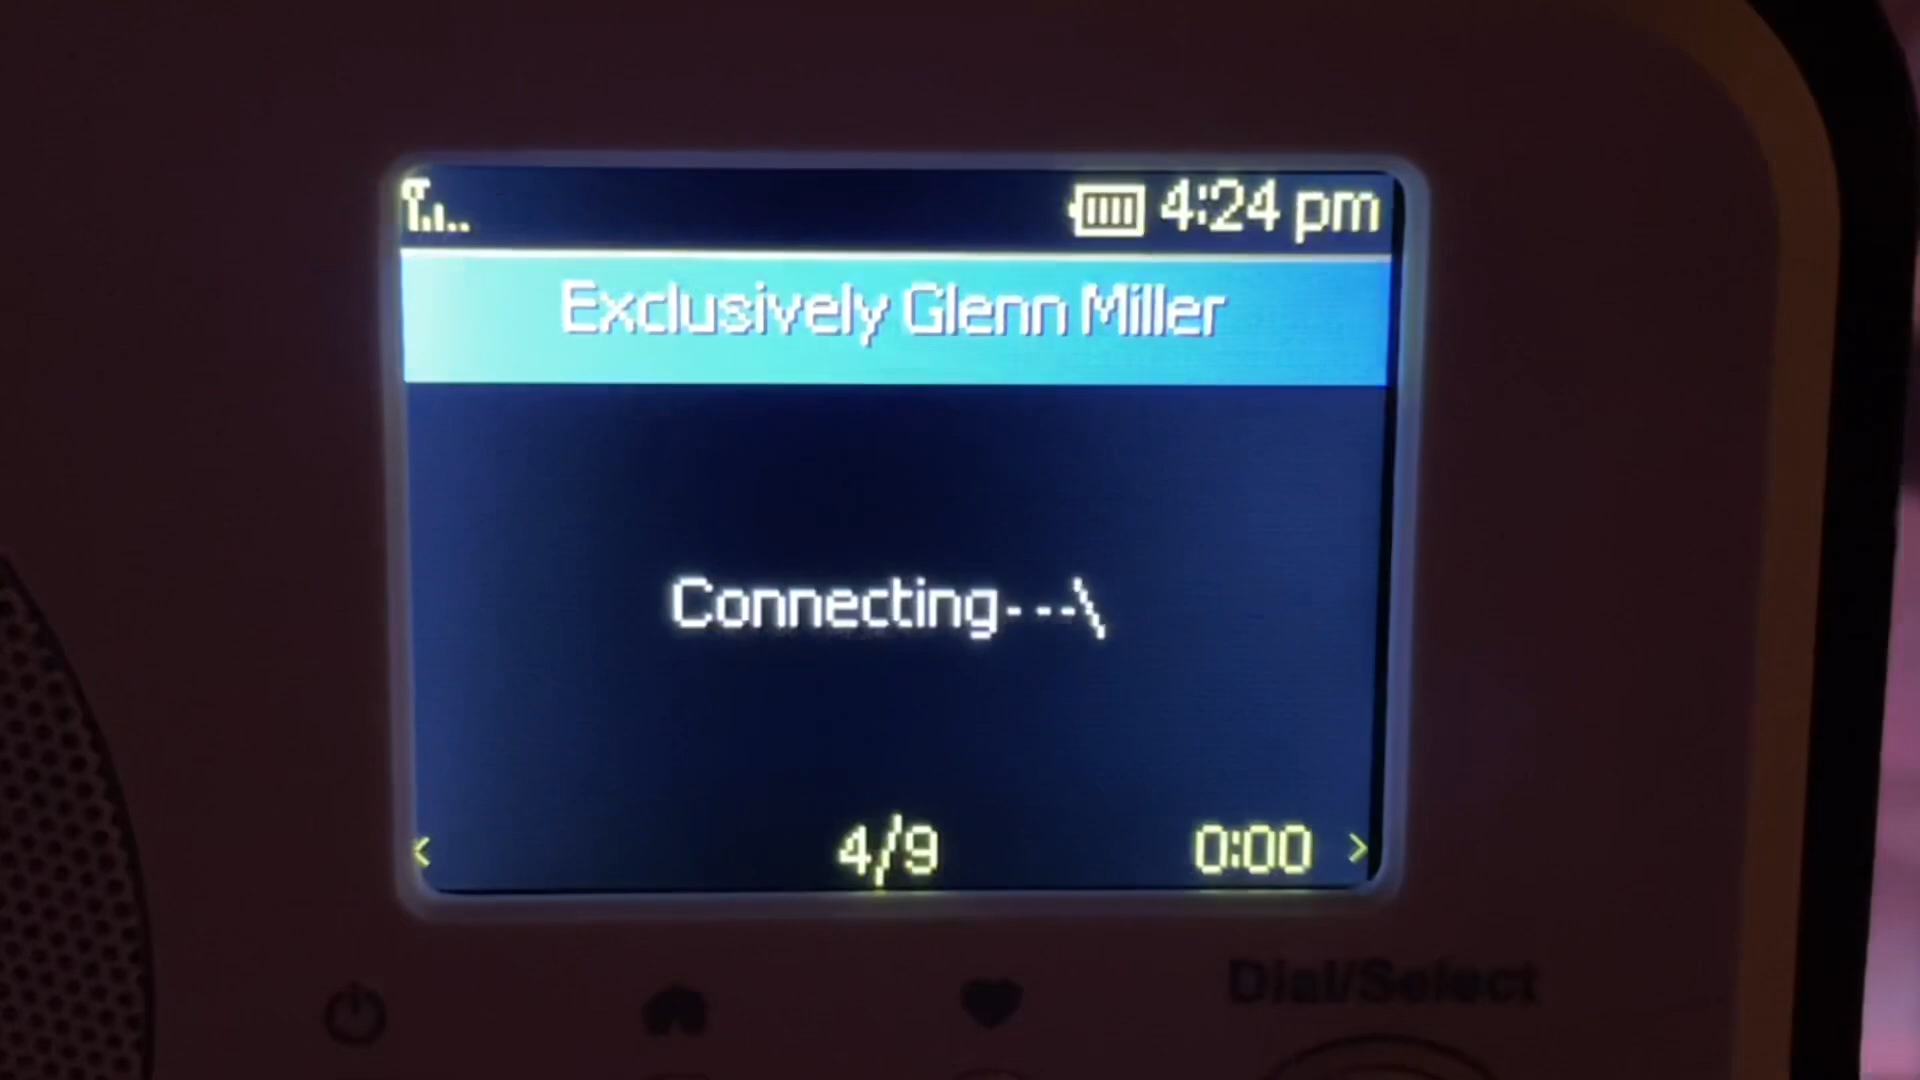 4:24 pm
Exclusively Glenn Miller
Connecting---\
< 4/9 0:00 >
Dial/Select